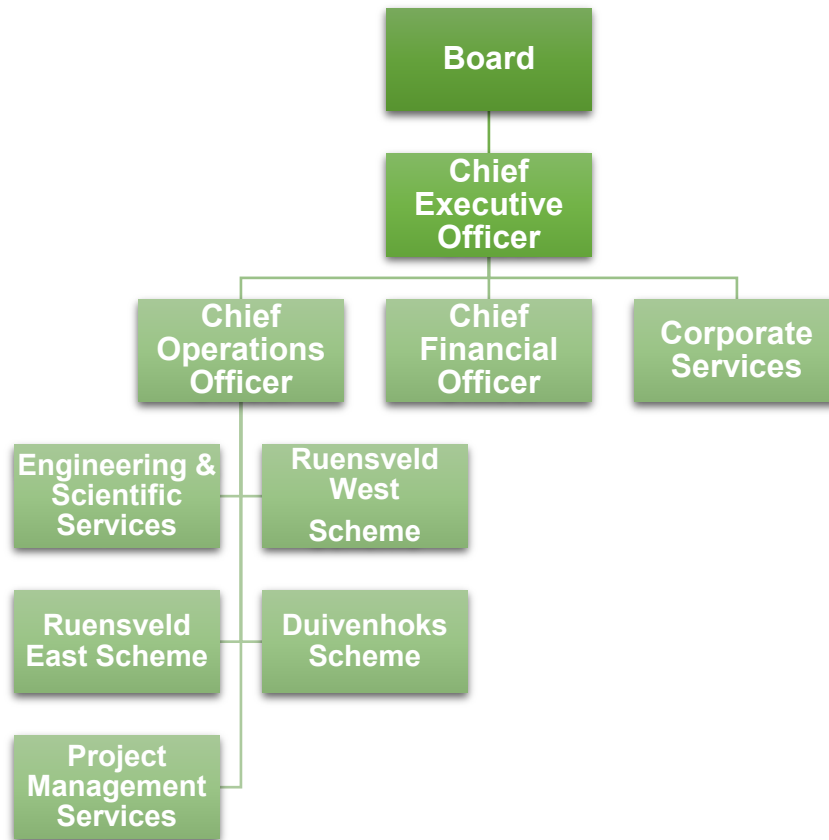 Board
Chief
Executive
Officer
Chief
Operations
Officer
Chief
Financial
Officer
Corporate
Services
Engineering &
Scientific
Services
Ruensveld
West
Scheme
Ruensveld
East Scheme
Duivenhoks
Scheme
Project
Management
Services